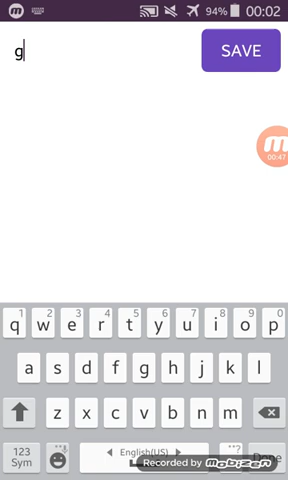 94% 00:02
g SAVE
00:47
1 2 3 4 5 6 7 8 9 0
q w e r t y u i o p
a s d f g h j k l
z x c v b n m
123 Sym English(US) Done
Recorded by mobizen